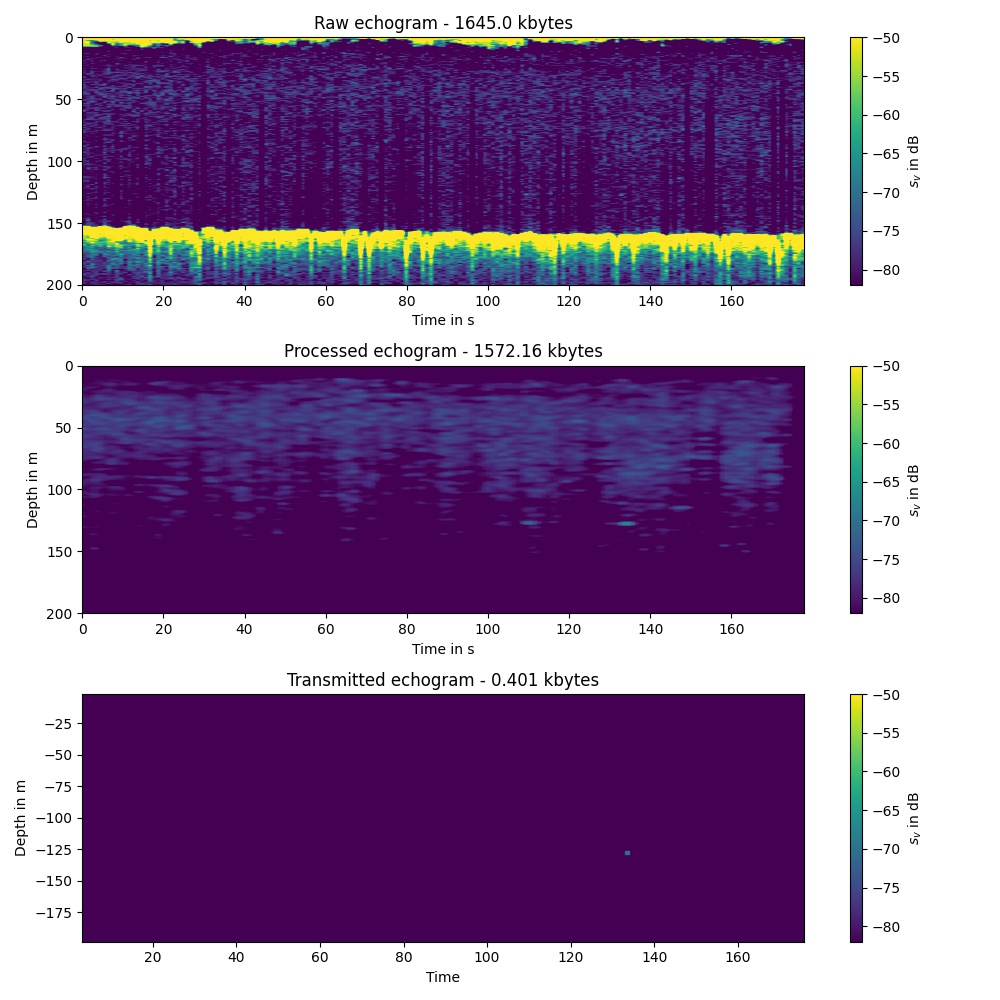 Raw echogram - 1645.0 kbytes
0
50
100
150
200
Depth in m
0 20 40 60 80 100 120 140 160
Time in s
−50
−55
−60
−65
−70
−75
−80
sv in dB
Processed echogram - 1572.16 kbytes
0
50
100
150
200
Depth in m
0 20 40 60 80 100 120 140 160
Time in s
−50
−55
−60
−65
−70
−75
−80
sv in dB
Transmitted echogram - 0.401 kbytes
−25
−50
−75
−100
−125
−150
−175
Depth in m
20 40 60 80 100 120 140 160
Time
−50
−55
−60
−65
−70
−75
−80
sv in dB